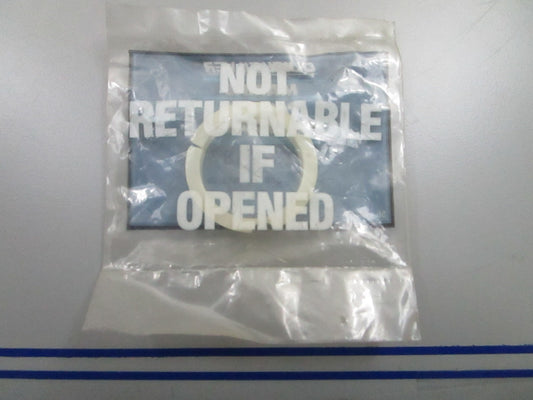 NOT
RETURNABLE
IF
OPENED